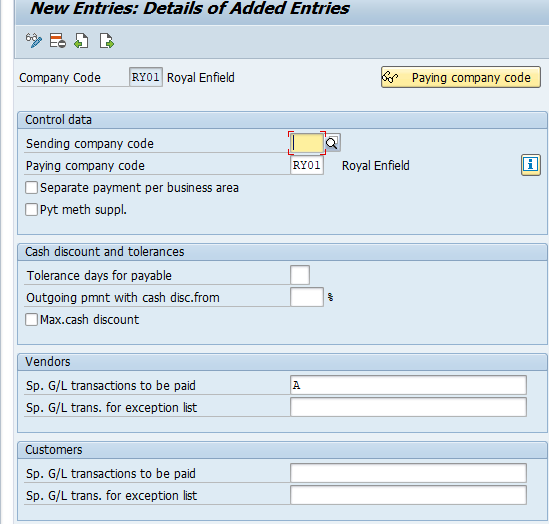 New Entries: Details of Added Entries
Company Code RY01 Royal Enfield Paying company code
Control data
Sending company code
Paying company code RY01 Royal Enfield
Separate payment per business area
Pyt meth suppl.
Cash discount and tolerances
Tolerance days for payable
Outgoing pmnt with cash disc.from %
Max.cash discount
Vendors
Sp. G/L transactions to be paid A
Sp. G/L trans. for exception list
Customers
Sp. G/L transactions to be paid
Sp. G/L trans. for exception list